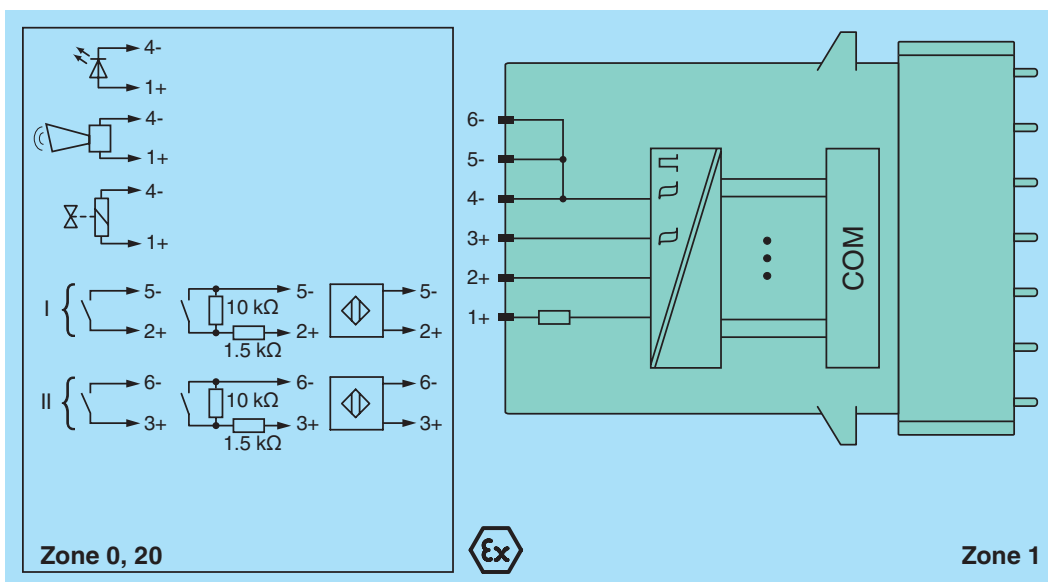 4-
1+
4-
1+
4-
1+
I
5-
2+
10 kΩ
1.5 kΩ
5-
2+
5-
2+
II
6-
3+
10 kΩ
1.5 kΩ
6-
3+
6-
3+
Zone 0, 20
6-
5-
4-
3+
2+
1+
COM
Ex
Zone 1